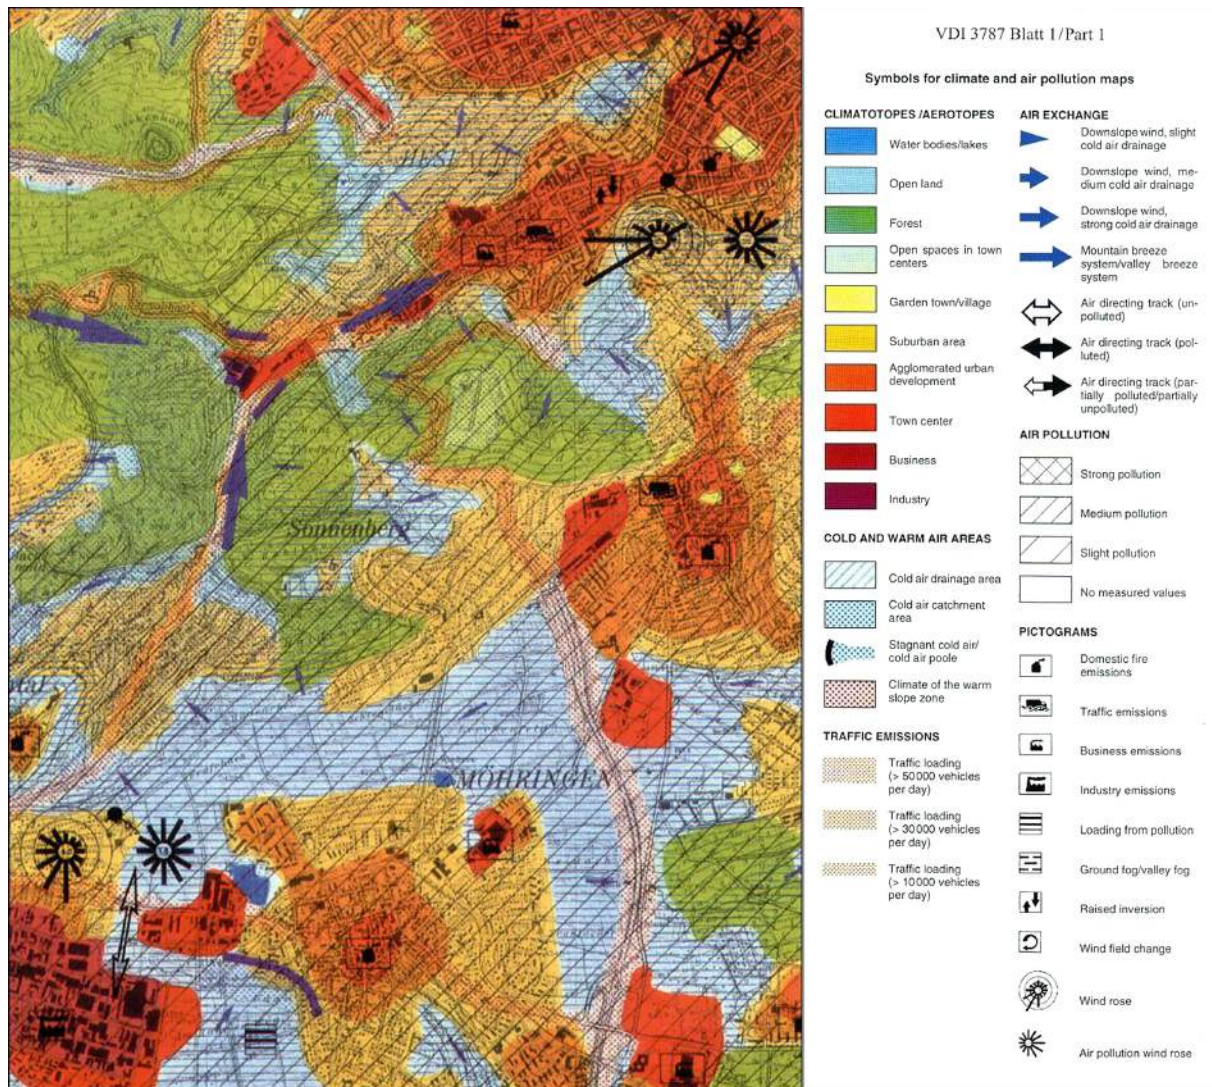 HESLACH
Sonnenberg
MÖHRINGEN
VDI 3787 Blatt 1/Part 1
Symbols for climate and air pollution maps
CLIMATOTOPES /AEROTOPES
Water bodies/lakes
Open land
Forest
Open spaces in town
centers
Garden town/village
Suburban area
Agglomerated urban
development
Town center
Business
Industry
COLD AND WARM AIR AREAS
Cold air drainage area
Cold air catchment
area
Stagnant cold air/
cold air poole
Climate of the warm
slope zone
TRAFFIC EMISSIONS
Traffic loading
(> 50 000 vehicles
per day)
Traffic loading
(> 30 000 vehicles
per day)
Traffic loading
(> 10 000 vehicles
per day)
AIR EXCHANGE
Downslope wind, slight
cold air drainage
Downslope wind, me-
dium cold air drainage
Downslope wind,
strong cold air drainage
Mountain breeze
system/valley breeze
system
Air directing track (un-
polluted)
Air directing track (pol-
luted)
Air directing track (par-
tially polluted/partially
unpolluted)
AIR POLLUTION
Strong pollution
Medium pollution
Slight pollution
No measured values
PICTOGRAMS
Domestic fire
emissions
Traffic emissions
Business emissions
Industry emissions
Loading from pollution
Ground fog/valley fog
Raised inversion
Wind field change
Wind rose
Air pollution wind rose